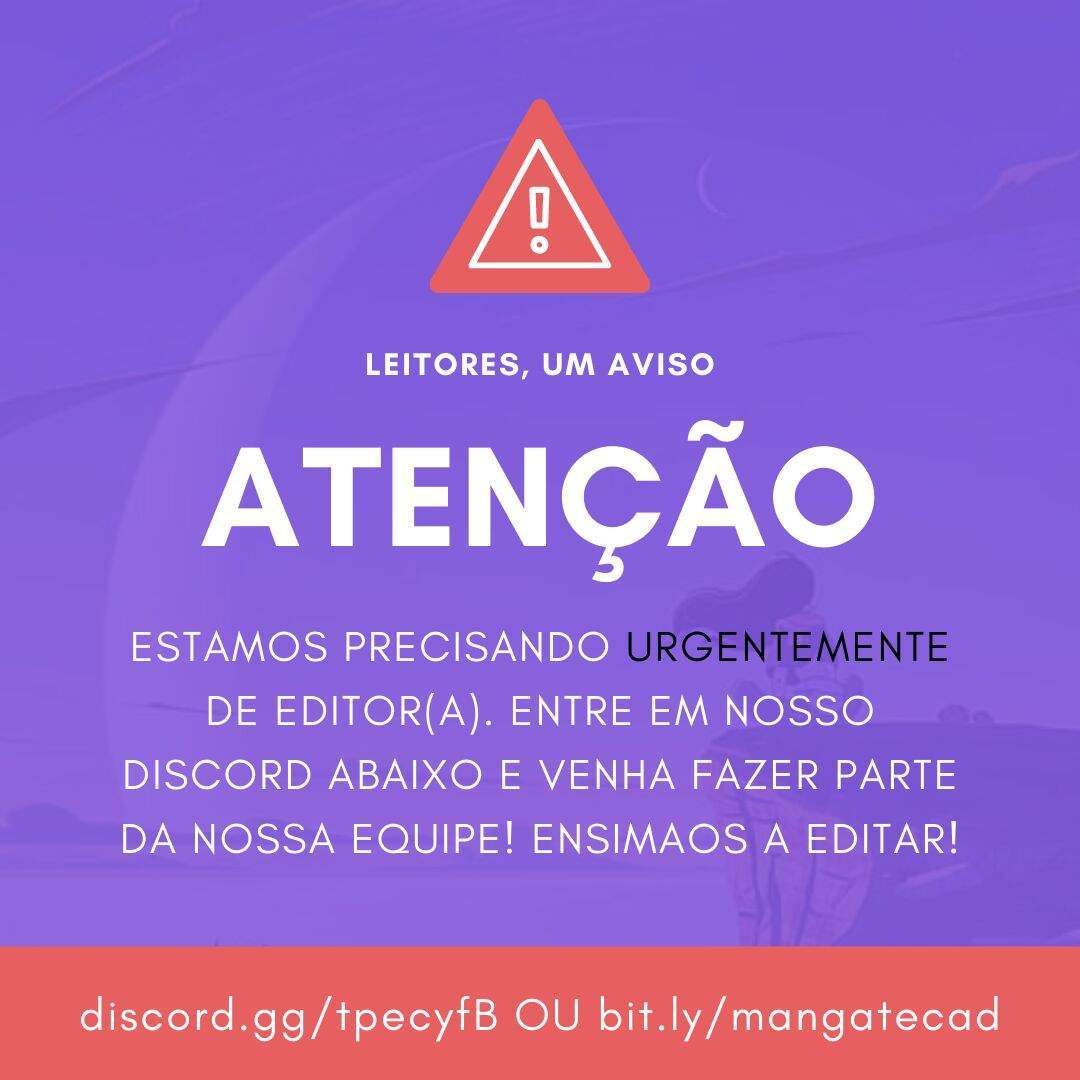 LEITORES, UM AVISO
ATENÇÃO
ESTAMOS PRECISANDO URGENTEMENTE
DE EDITOR(A). ENTRE EM NOSSO
DISCORD ABAIXO E VENHA FAZER PARTE
DA NOSSA EQUIPE! ENSIMAOS A EDITAR!
discord.gg/tpecyfB OU bit.ly/mangatecad